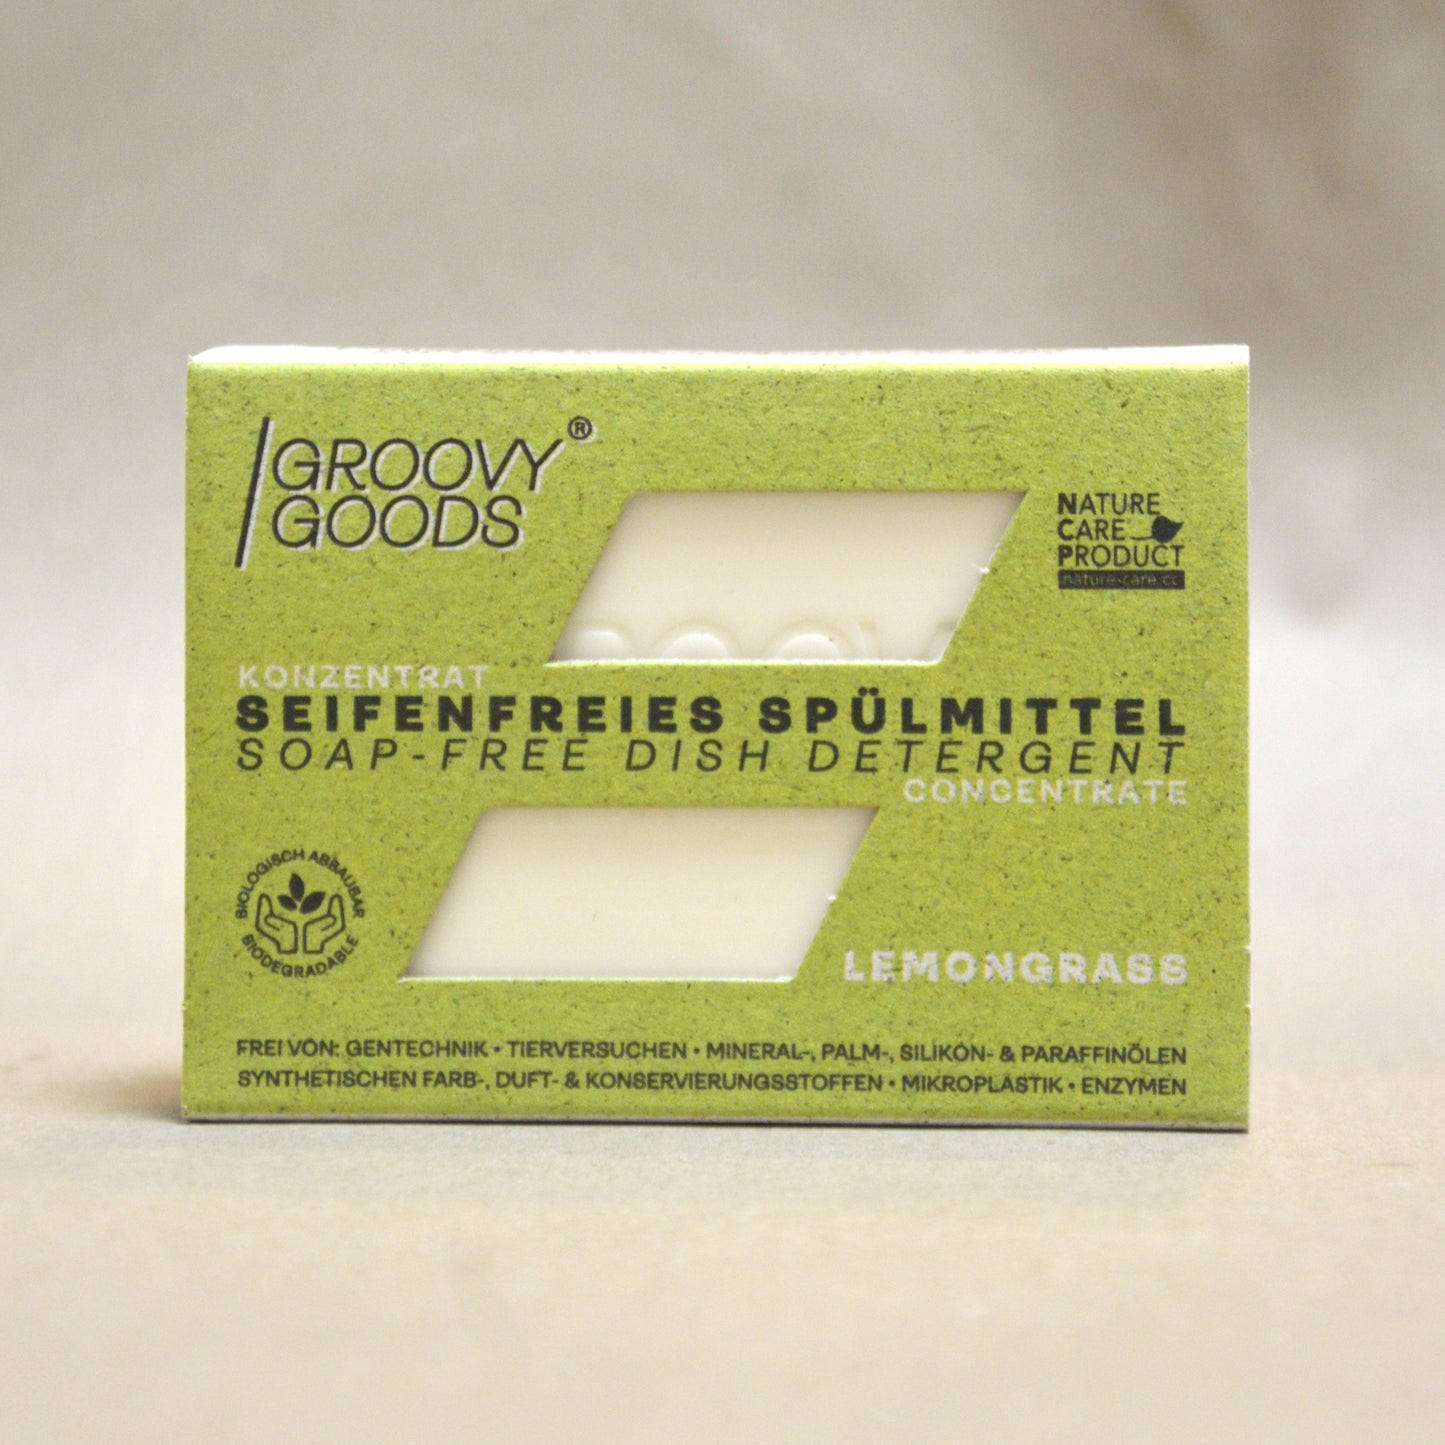 GROOVY®
GOODS
NATURE
CARE
PRODUCT
nature-care.cc
KONZENTRAT
SEIFENFREIES SPÜLMITTEL
SOAP-FREE DISH DETERGENT
CONCENTRATE
BIOLOGISCH ABBAUBAR
BIODEGRADABLE
LEMONGRASS
FREI VON: GENTECHNIK • TIERVERSUCHEN • MINERAL-, PALM-, SILIKON- & PARAFFINÖLEN
SYNTHETISCHEN FARB-, DUFT- & KONSERVIERUNGSSTOFFEN • MIKROPLASTIK • ENZYMEN